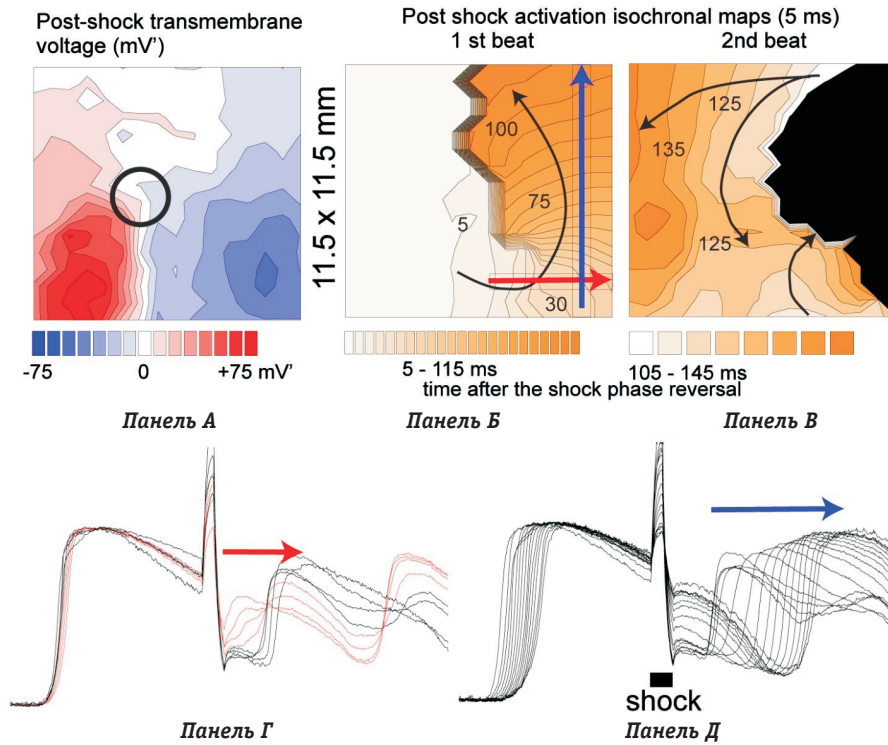 Post-shock transmembrane
voltage (mV')
Post shock activation isochronal maps (5 ms)
1 st beat
2nd beat
11.5 x 11.5 mm
100
75
5
30
125
135
125
-75
0
+75 mV'
5 - 115 ms
105 - 145 ms
time after the shock phase reversal
Панель А
Панель Б
Панель В
shock
Панель Г
Панель Д